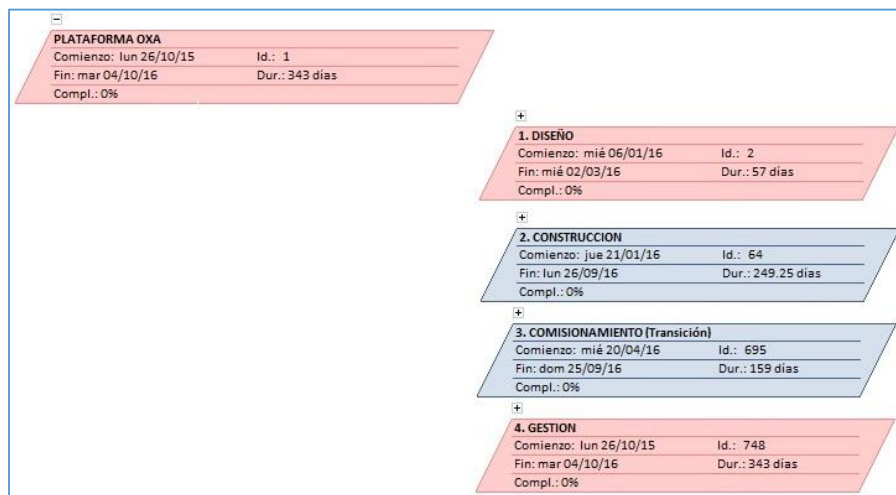 PLATAFORMA OXA
Comienzo: lun 26/10/15 Id.: 1
Fin: mar 04/10/16 Dur.: 343 días
Compl.: 0%
1. DISEÑO
Comienzo: mié 06/01/16 Id.: 2
Fin: mié 02/03/16 Dur.: 57 días
Compl.: 0%
2. CONSTRUCCION
Comienzo: jue 21/01/16 Id.: 64
Fin: lun 26/09/16 Dur.: 249.25 días
Compl.: 0%
3. COMISIONAMIENTO (Transición)
Comienzo: mié 20/04/16 Id.: 695
Fin: dom 25/09/16 Dur.: 159 días
Compl.: 0%
4. GESTION
Comienzo: lun 26/10/15 Id.: 748
Fin: mar 04/10/16 Dur.: 343 días
Compl.: 0%